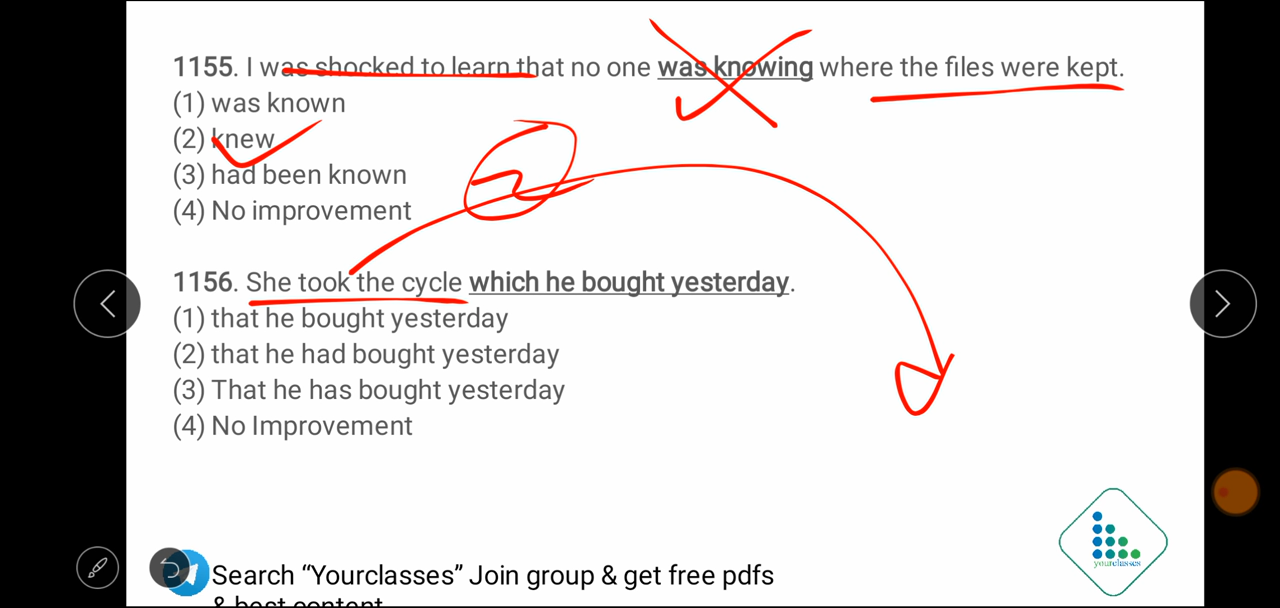 1155. I was shocked to learn that no one was knowing where the files were kept.
(1) was known
(2) knew
(3) had been known
(4) No improvement
2
1156. She took the cycle which he bought yesterday.
(1) that he bought yesterday
(2) that he had bought yesterday
(3) That he has bought yesterday
(4) No Improvement
yourclasses
Search “Yourclasses” Join group & get free pdfs
& best content